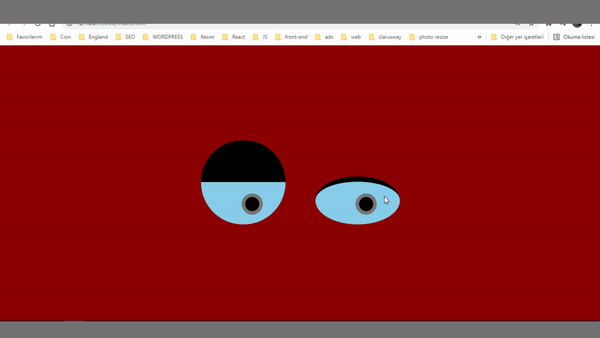 Favorilerim Coin England SEO WORDPRESS Resim React JS front-end ads web clarusway photo resize » Diğer yer işaretleri Okuma listesi